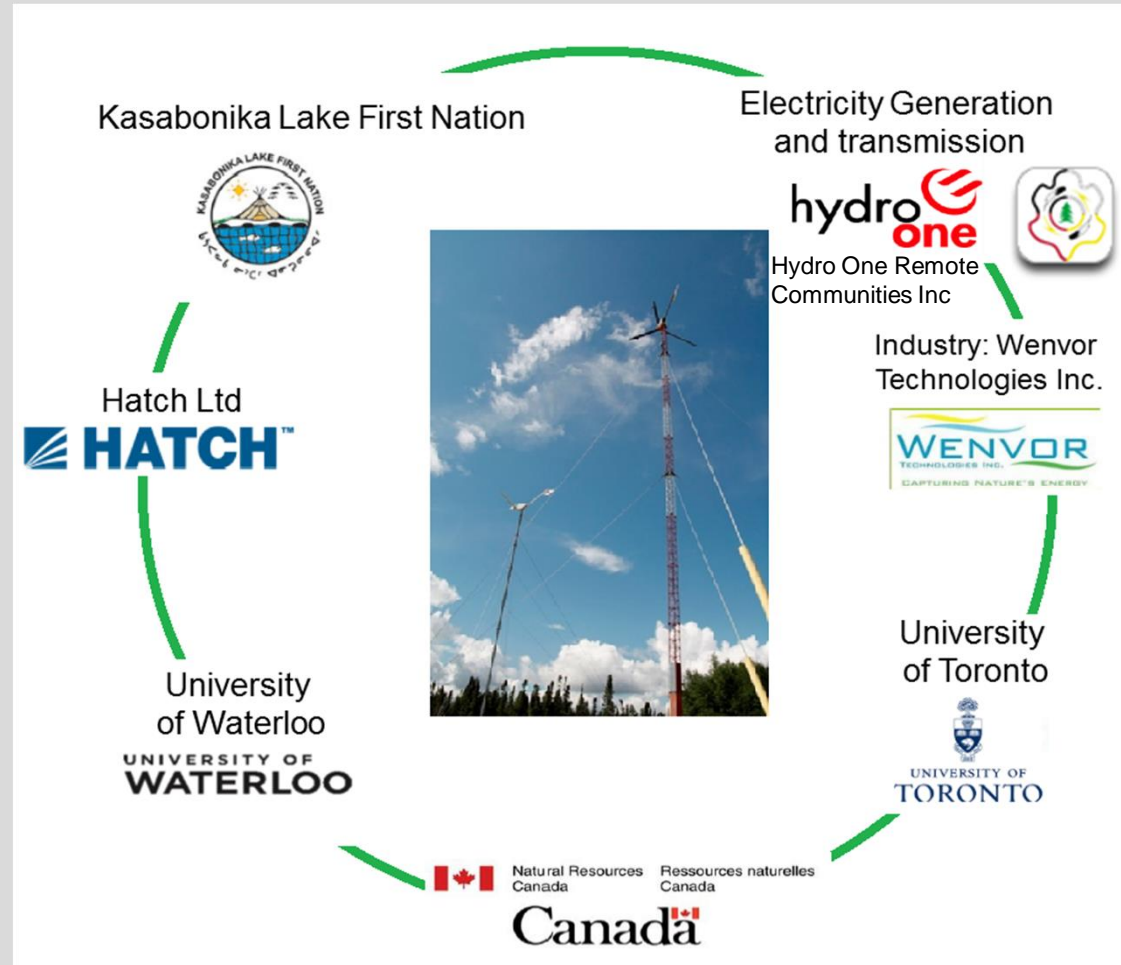 Kasabonika Lake First Nation
KASABONIKA LAKE FIRST NATION
Electricity Generation
and transmission
hydro
one
Hydro One Remote
Communities Inc
Industry: Wenvor
Technologies Inc.
WENVOR
TECHNOLOGIES INC.
CAPTURING NATURE'S ENERGY
Hatch Ltd
HATCH™
University
of Toronto
UNIVERSITY OF
TORONTO
University
of Waterloo
UNIVERSITY OF
WATERLOO
Natural Resources Ressources naturelles
Canada Canada
Canada